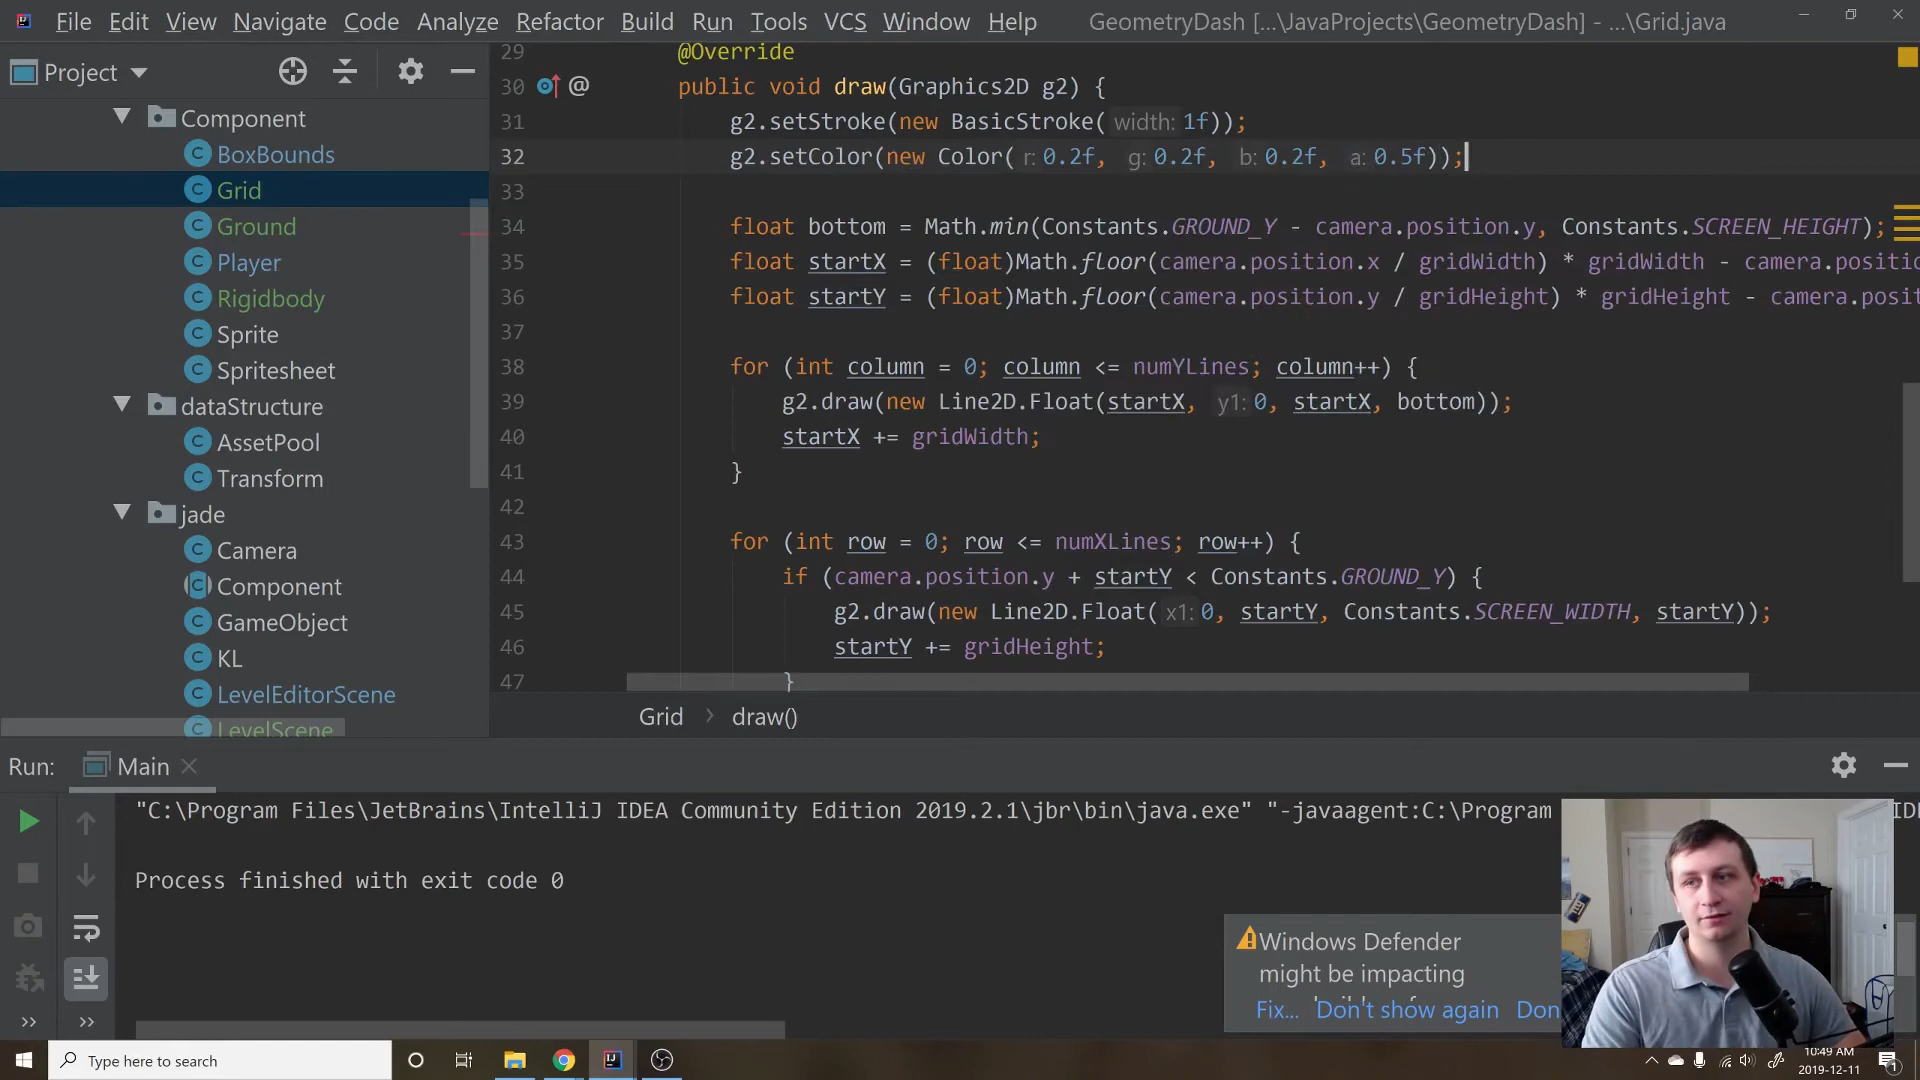 File Edit View Navigate Code Analyze Refactor Build Run Tools VCS Window Help GeometryDash [...\JavaProjects\GeometryDash] - ...\Grid.java
Project
Component
BoxBounds
Grid
Ground
Player
Rigidbody
Sprite
Spritesheet
dataStructure
AssetPool
Transform
jade
Camera
Component
GameObject
KL
LevelEditorScene
LevelScene
29 @Override
30 @ public void draw(Graphics2D g2) {
31 g2.setStroke(new BasicStroke( width: 1f));
32 g2.setColor(new Color( r: 0.2f, g: 0.2f, b: 0.2f, a: 0.5f));
33
34 float bottom = Math.min(Constants.GROUND_Y - camera.position.y, Constants.SCREEN_HEIGHT);
35 float startX = (float)Math.floor(camera.position.x / gridWidth) * gridWidth - camera.positio
36 float startY = (float)Math.floor(camera.position.y / gridHeight) * gridHeight - camera.posit
37
38 for (int column = 0; column <= numYLines; column++) {
39 g2.draw(new Line2D.Float(startX, y1: 0, startX, bottom));
40 startX += gridWidth;
41 }
42
43 for (int row = 0; row <= numXLines; row++) {
44 if (camera.position.y + startY < Constants.GROUND_Y) {
45 g2.draw(new Line2D.Float( x1: 0, startY, Constants.SCREEN_WIDTH, startY));
46 startY += gridHeight;
47 }
Grid > draw()
Run: Main
"C:\Program Files\JetBrains\IntelliJ IDEA Community Edition 2019.2.1\jbr\bin\java.exe" "-javaagent:C:\Program
Process finished with exit code 0
Windows Defender
might be impacting
Fix... Don't show again Don
Type here to search
10:49 AM
2019-12-11